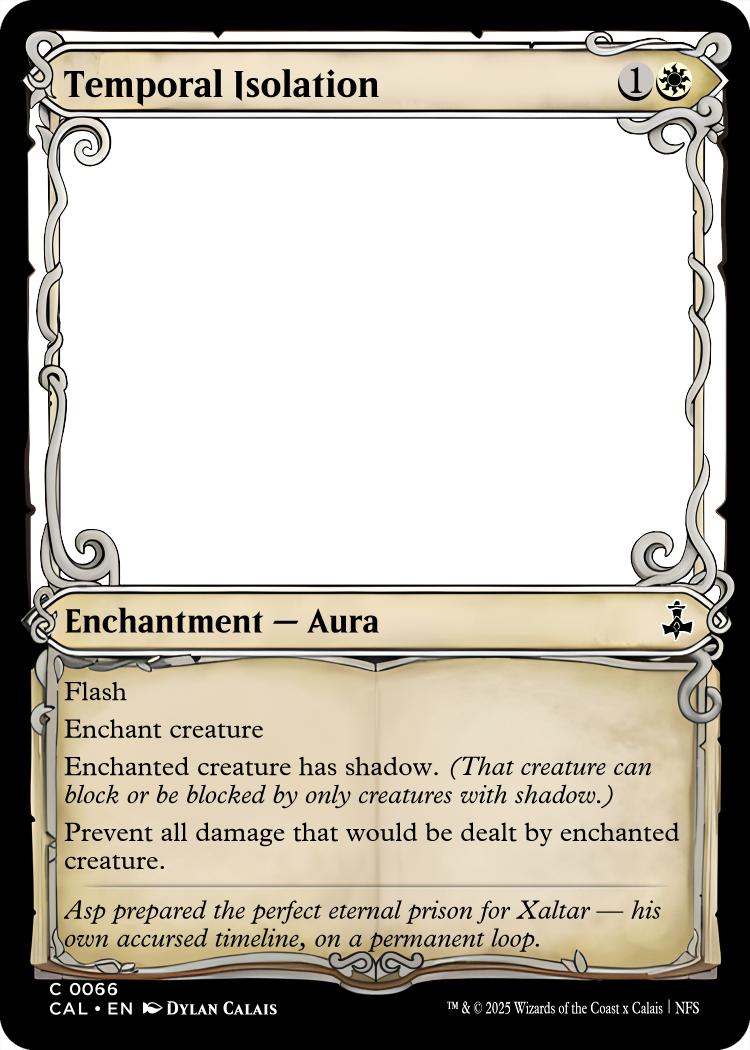 Temporal Isolation 1
Enchantment — Aura
Flash
Enchant creature
Enchanted creature has shadow. (That creature can
block or be blocked by only creatures with shadow.)
Prevent all damage that would be dealt by enchanted
creature.
Asp prepared the perfect eternal prison for Xaltar — his
own accursed timeline, on a permanent loop.
C 0066
CAL • EN DYLAN CALAIS ™ & © 2025 Wizards of the Coast x Calais | NFS